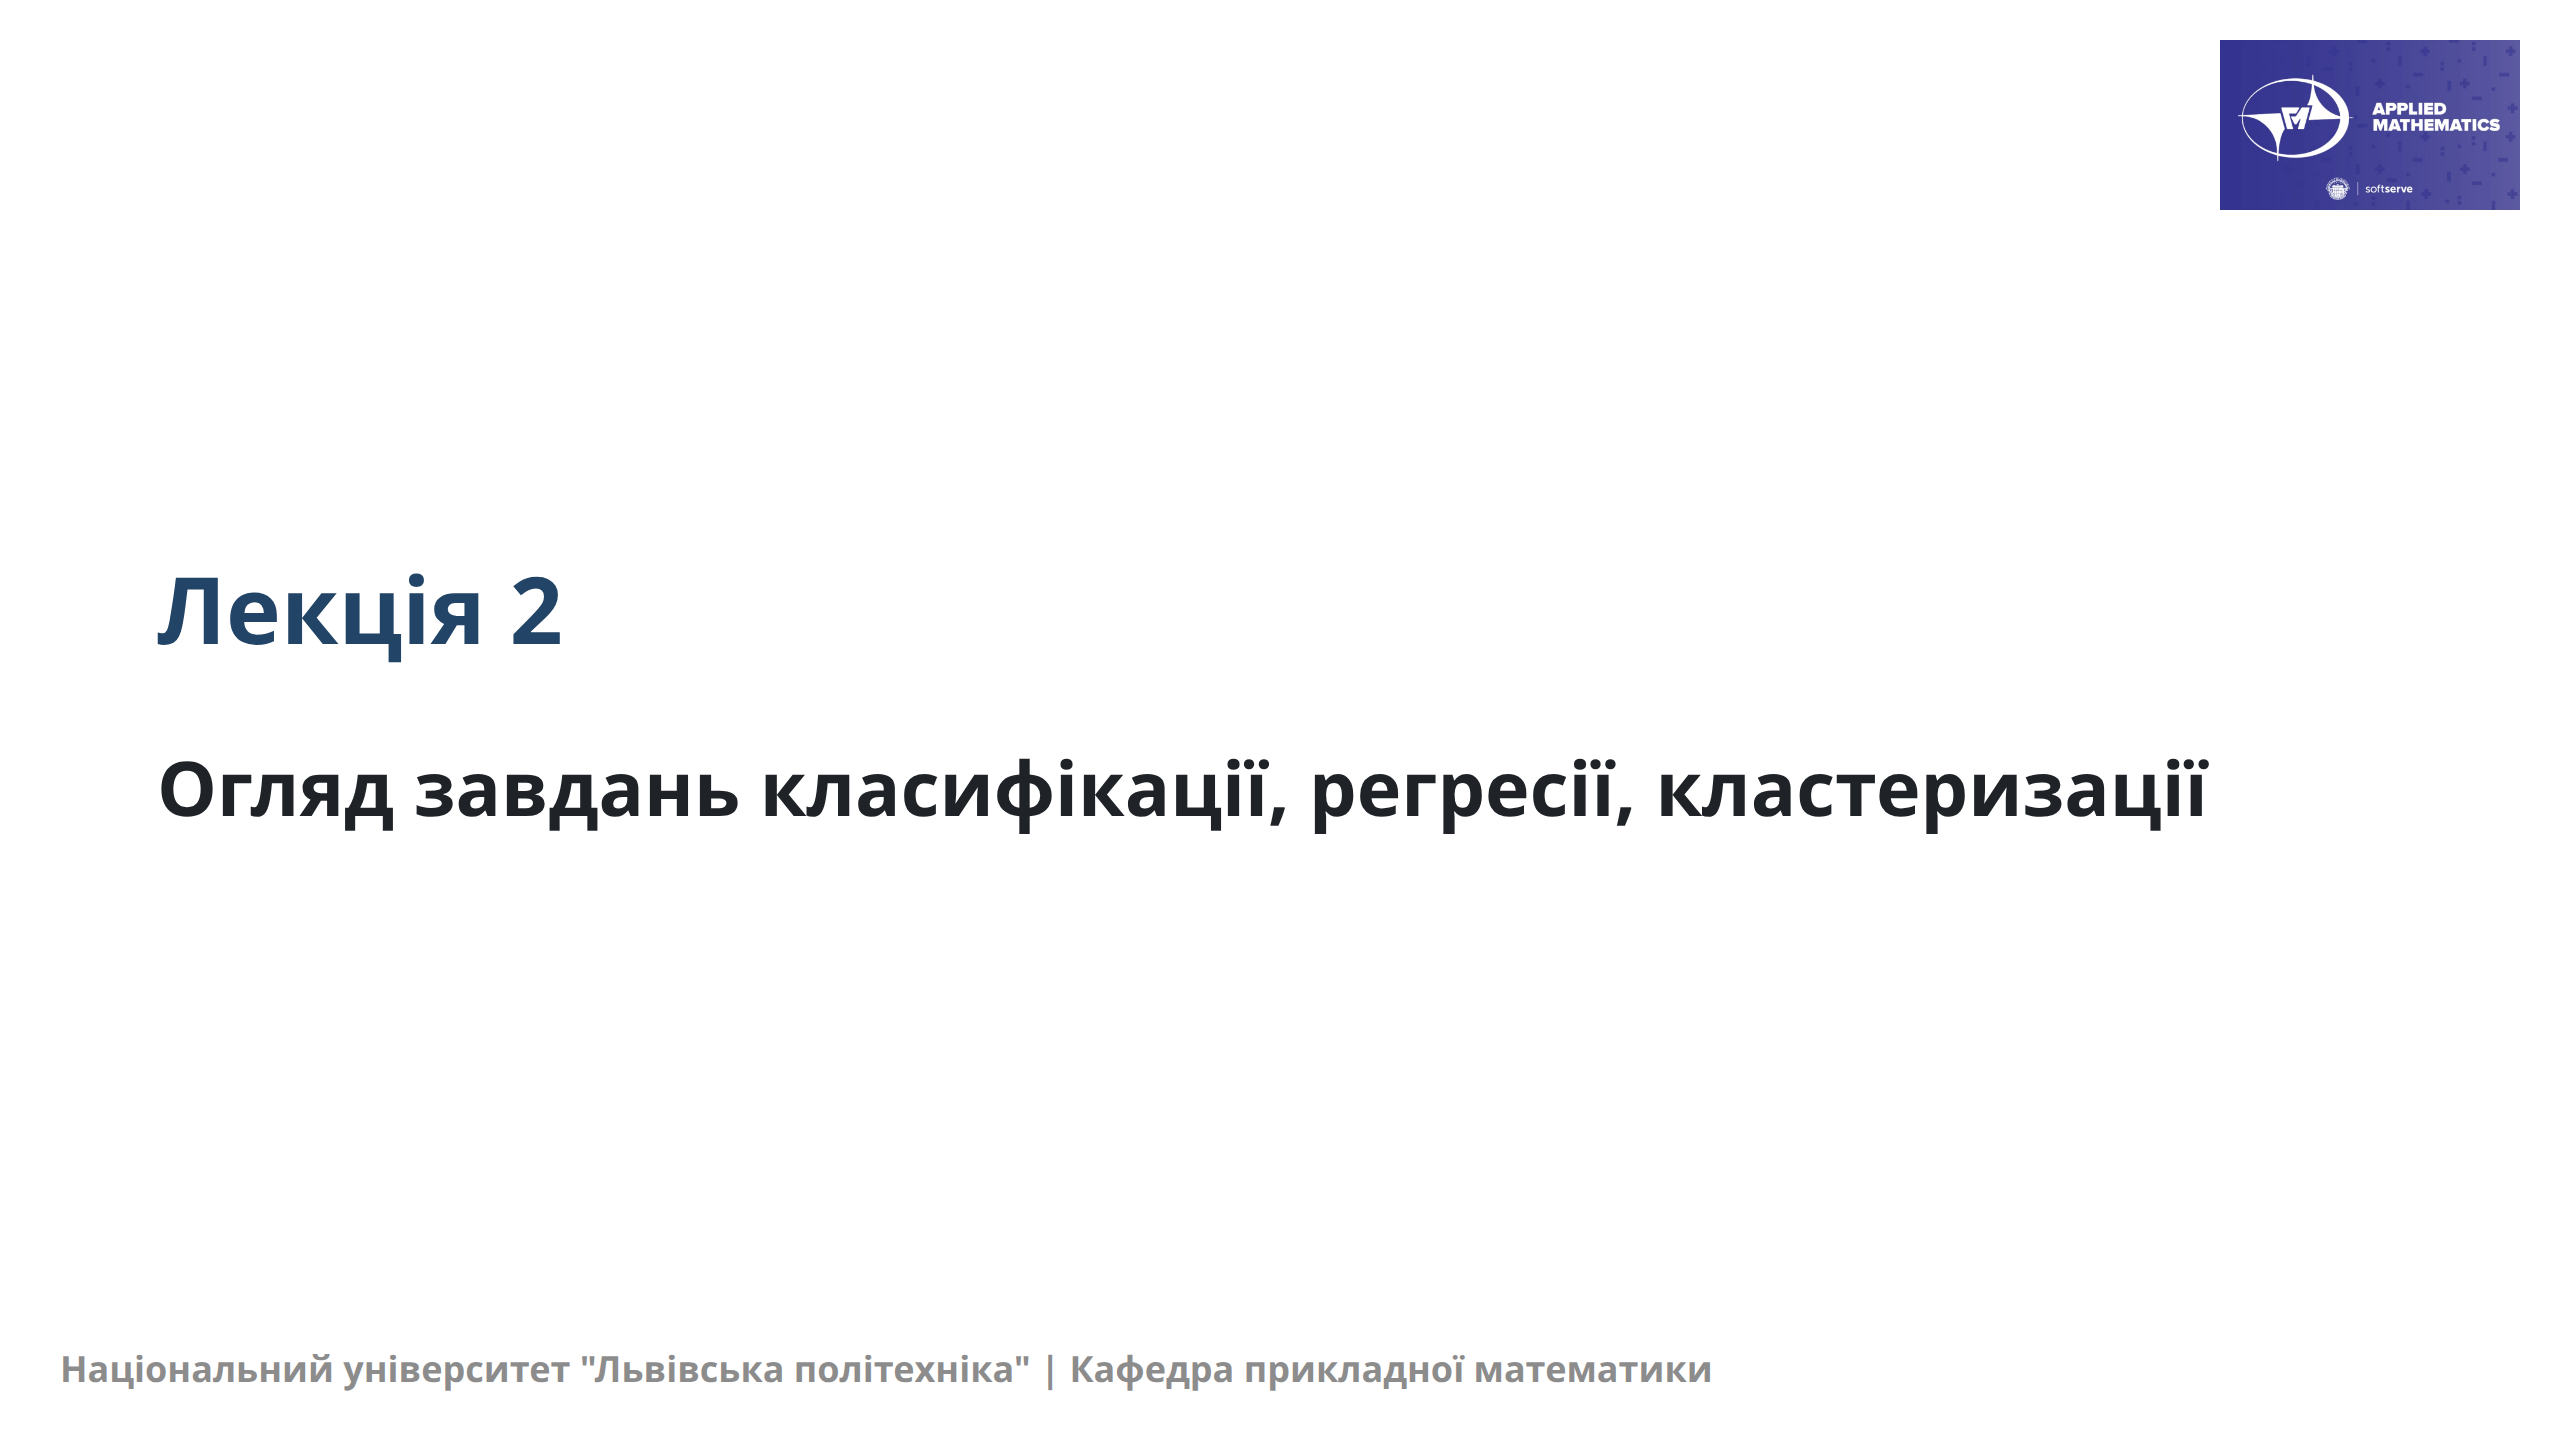 APPLIED
MATHEMATICS
softserve
Лекція 2
Огляд завдань класифікації, регресії, кластеризації
Національний університет "Львівська політехніка" | Кафедра прикладної математики